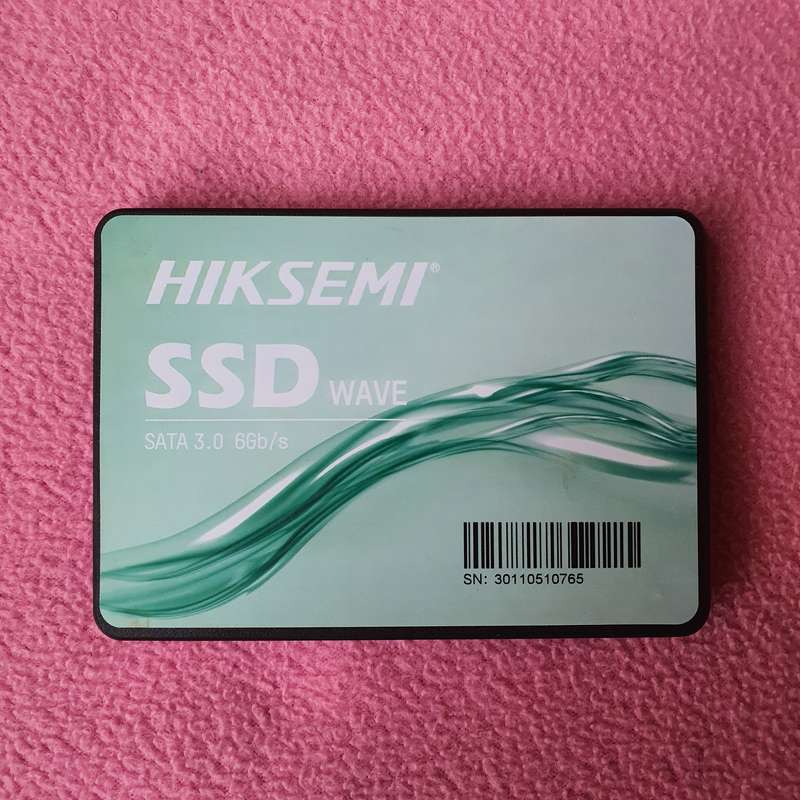 HIKSEMI®
SSD WAVE
SATA 3.0 6Gb/s
SN: 30110510765